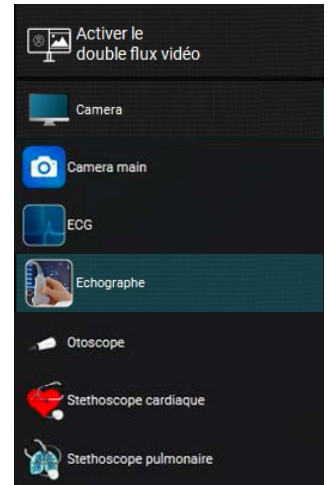 Activer le
double flux vidéo
Camera
Camera main
ECG
Echographe
Otoscope
Stethoscope cardiaque
Stethoscope pulmonaire